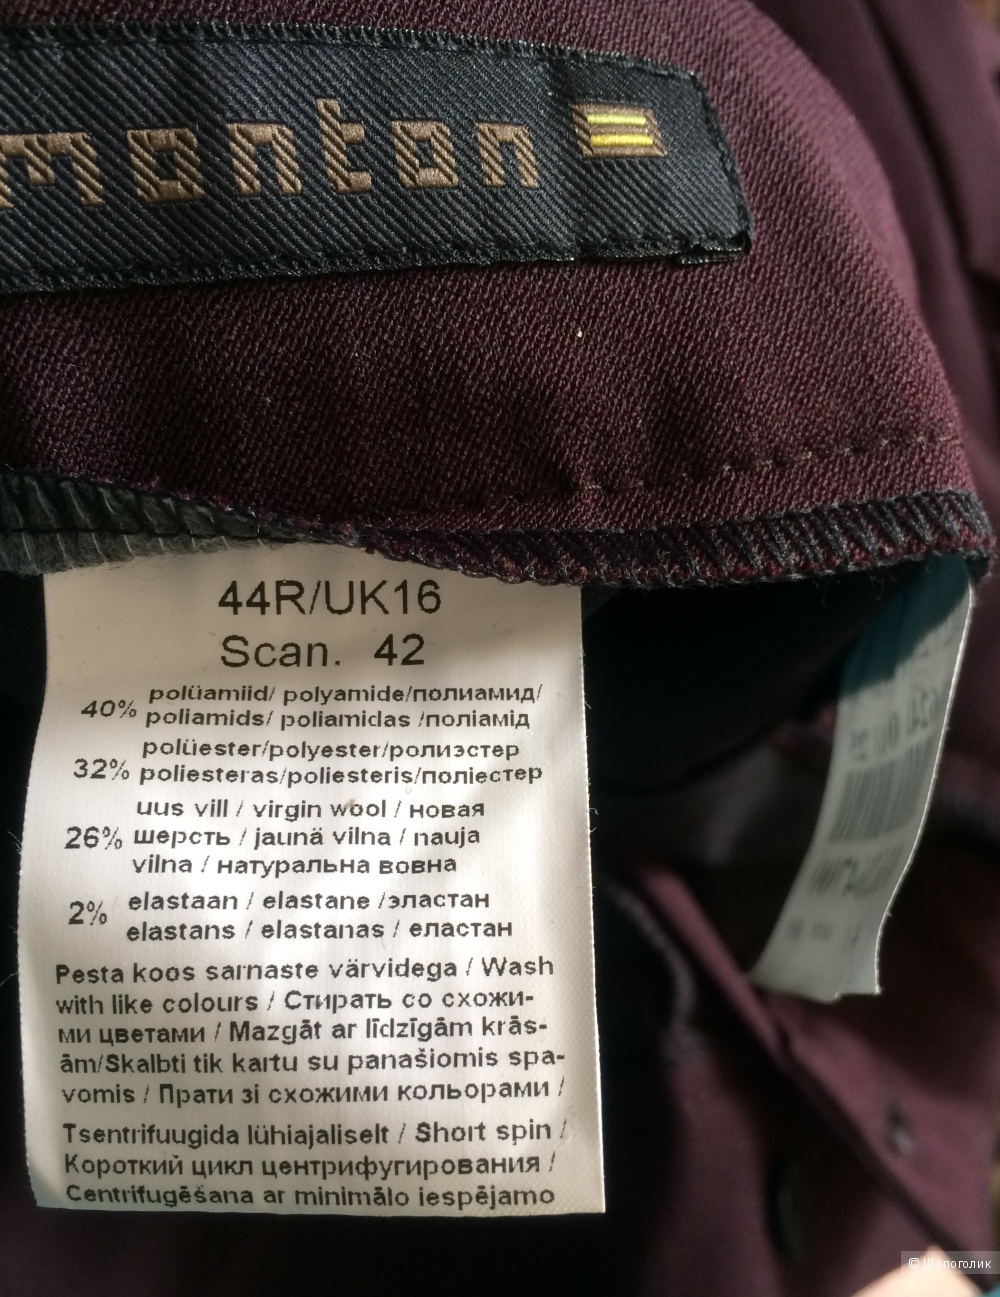 monton
44R/UK16
Scan. 42
40% polüamiid/ polyamide/полиамид/
poliamids/ poliamidas /поліамід
32% polüester/polyester/ролиэстер
poliesteras/poliesteris/поліестер
uus vill / virgin wool / новая
26% шерсть / jaunä vilna / nauja
vilna / натуральна вовна
2% elastaan / elastane /эластан
elastans / elastanas / еластан
Pesta koos sarnaste värvidega / Wash
with like colours / Стирать со схожи-
ми цветами / Mazgāt ar līdzīgām krās-
ām/Skalbti tik kartu su panašiomis spa-
vomis / Прати зі схожими кольорами /
Tsentrifuugida lühiajaliselt / Short spin /
Короткий цикл центрифугирования /
Centrifugēšana ar minimālo iespējamo
© Шопоголик